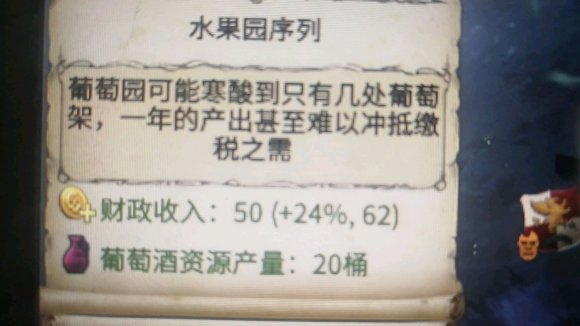 水果园序列
葡萄园可能寒酸到只有几处葡萄
架，一年的产出甚至难以冲抵缴
税之需
财政收入：50 (+24%, 62)
葡萄酒资源产量：20桶